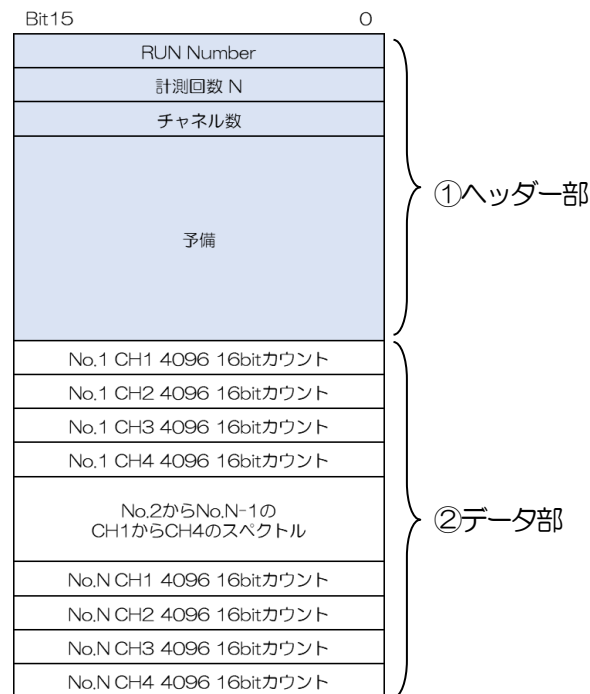 Bit15 0
RUN Number
計測回数 N
チャネル数
①ヘッダー部
予備
No.1 CH1 4096 16bitカウント
No.1 CH2 4096 16bitカウント
No.1 CH3 4096 16bitカウント
No.1 CH4 4096 16bitカウント
No.2からNo.N-1の
CH1からCH4のスペクトル
②データ部
No.N CH1 4096 16bitカウント
No.N CH2 4096 16bitカウント
No.N CH3 4096 16bitカウント
No.N CH4 4096 16bitカウント